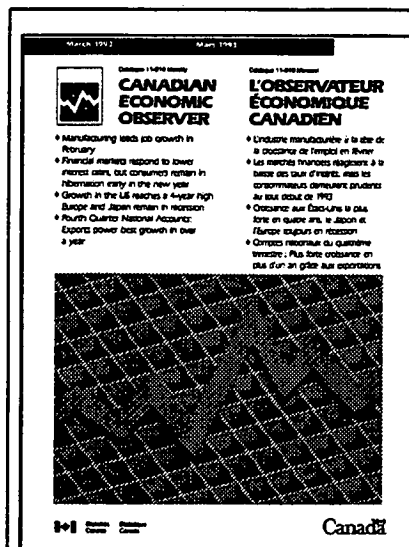 March 1993
Mars 1993
Catalogue 11-010 Monthly
CANADIAN
ECONOMIC
OBSERVER
♦ Manufacturing leads job growth in
February
♦ Financial markets respond to lower
interest rates, but consumers remain in
hibernation early in the new year
♦ Growth in the US reaches a 4-year high
Europe and Japan remain in recession
♦ Fourth Quarter National Accounts:
Exports power best growth in over
a year
Catalogue 11-010 Mensuel
L'OBSERVATEUR
ÉCONOMIQUE
CANADIEN
♦ L'industrie manufacturière à la tête de
la croissance de l'emploi en février
♦ Les marchés financiers réagissent à la
baisse des taux d'intérêt, mais les
consommateurs demeurent prudents
au tout début de 1993
♦ Croissance aux États-Unis la plus
forte en quatre ans, le Japon et
l'Europe toujours en récession
♦ Comptes nationaux du quatrième
trimestre : Plus forte croissance en
plus d'un an grâce aux exportations
Statistics
Canada
Statistique
Canada
Canada